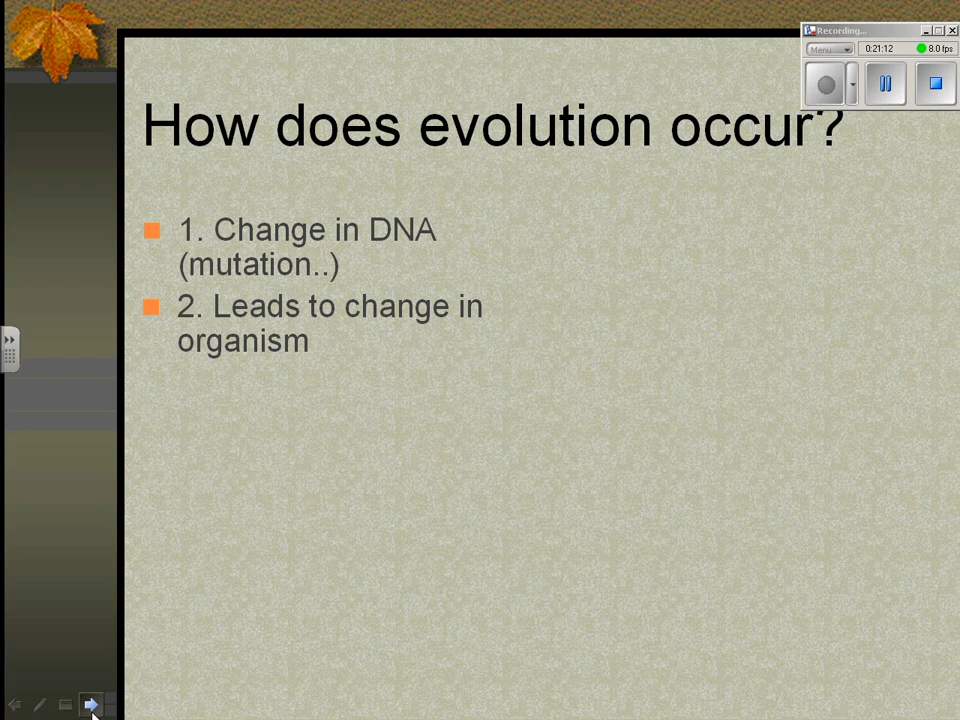 Recording...
Menu
0:21:12
8.0 fps
How does evolution occur?
1. Change in DNA
(mutation..)
2. Leads to change in
organism